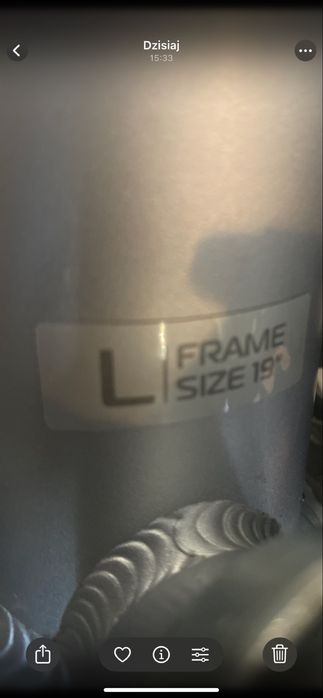 Dzisiaj
15:33
L
FRAME
SIZE 19"